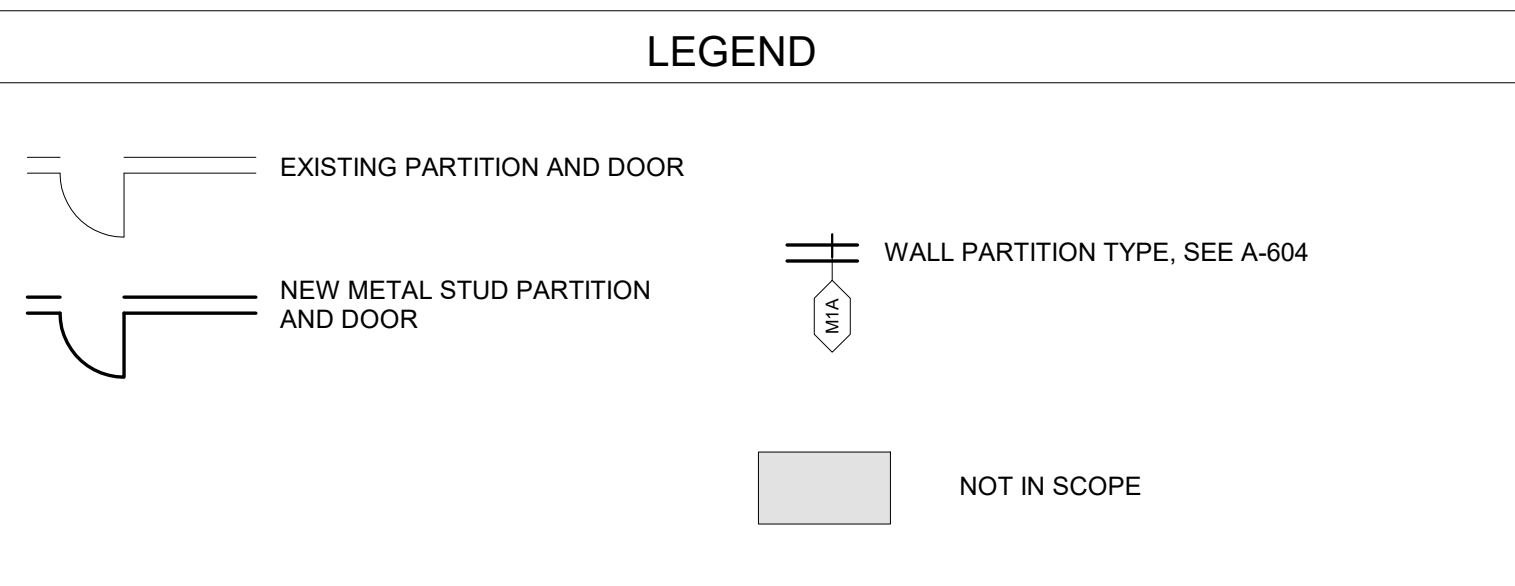 LEGEND
EXISTING PARTITION AND DOOR
NEW METAL STUD PARTITION
AND DOOR
WALL PARTITION TYPE, SEE A-604
M1A
NOT IN SCOPE